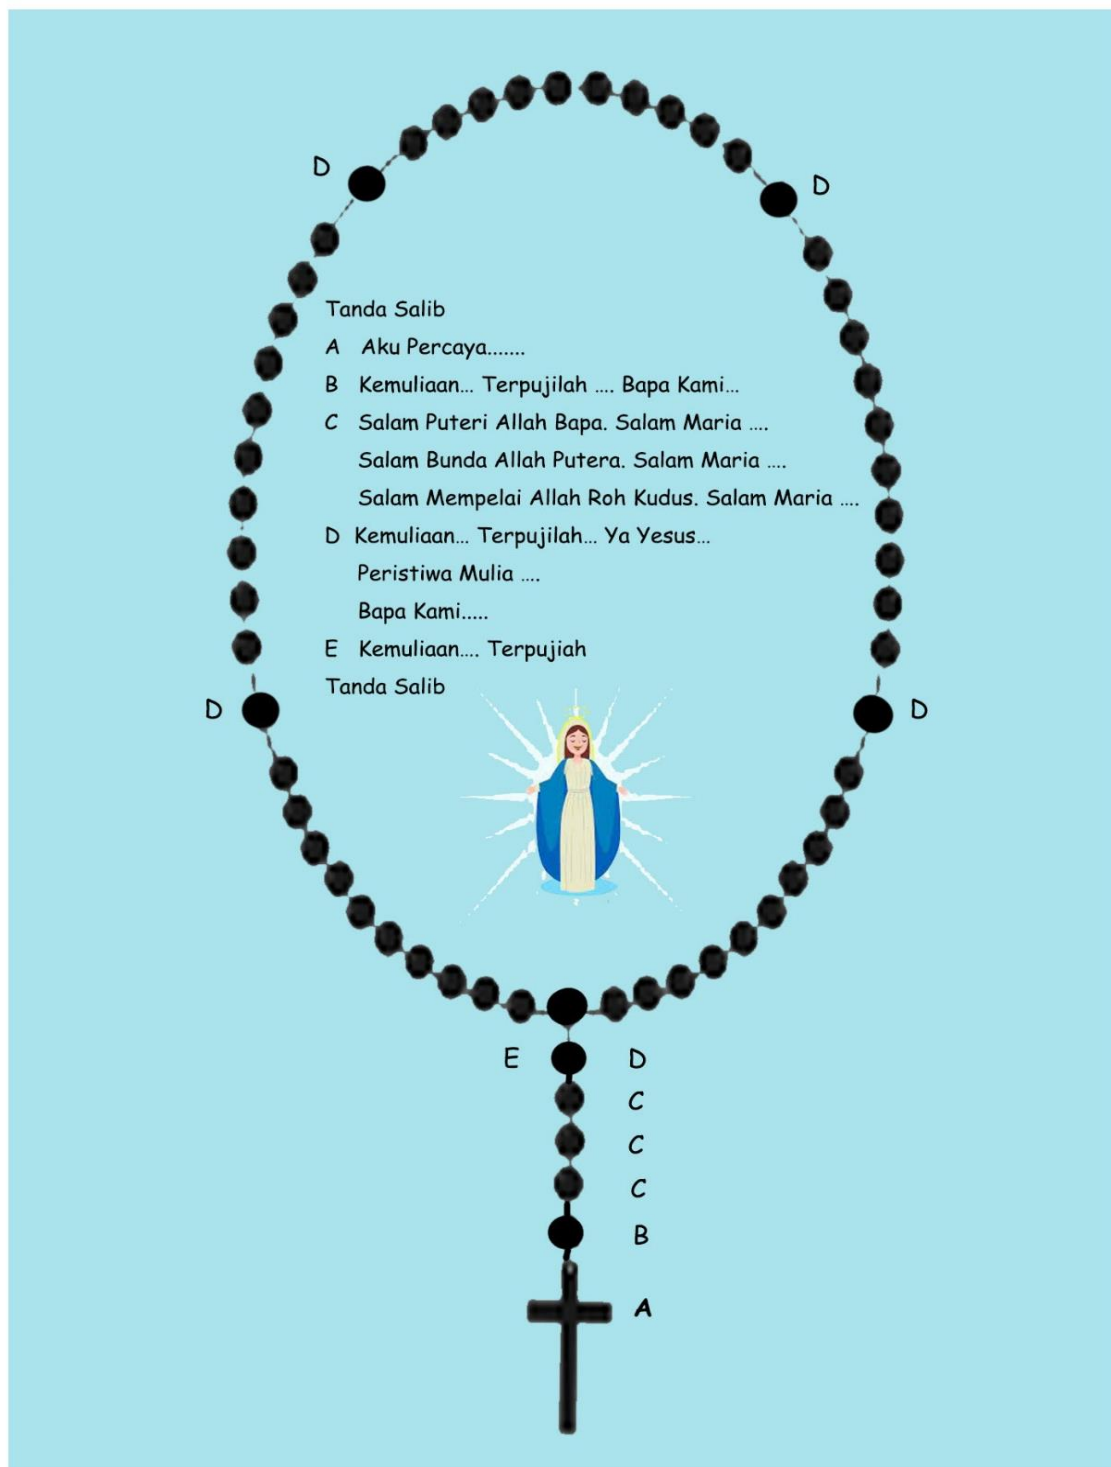 D
D
Tanda Salib
A Aku Percaya.......
B Kemuliaan... Terpujilah .... Bapa Kami...
C Salam Puteri Allah Bapa. Salam Maria ....
Salam Bunda Allah Putera. Salam Maria ....
Salam Mempelai Allah Roh Kudus. Salam Maria ....
D Kemuliaan... Terpujilah... Ya Yesus...
Peristiwa Mulia ....
Bapa Kami.....
E Kemuliaan.... Terpujiah
Tanda Salib
D
D
E D
C
C
C
B
A